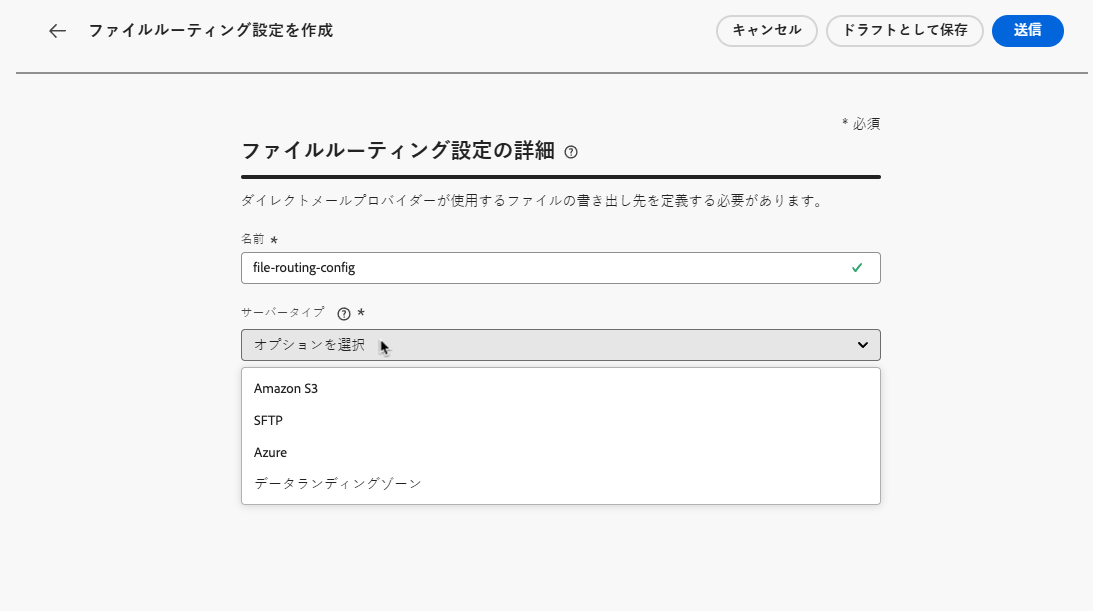 ファイルルーティング設定を作成
キャンセル
ドラフトとして保存
送信
* 必須
ファイルルーティング設定の詳細
ダイレクトメールプロバイダーが使用するファイルの書き出し先を定義する必要があります。
名前 *
file-routing-config
サーバータイプ *
オプションを選択
Amazon S3
SFTP
Azure
データランディングゾーン